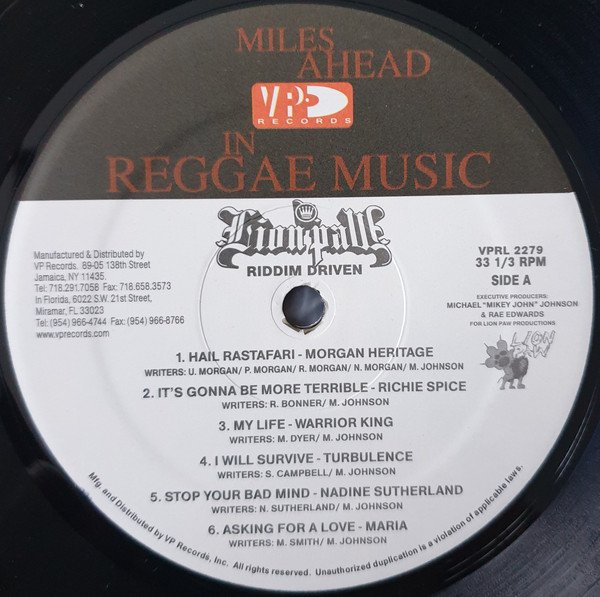 MILES
AHEAD
VP
RECORDS
IN
REGGAE MUSIC
Lionpaw
RIDDIM DRIVEN
Manufactured & Distributed by
VP Records. 89-05 138th Street
Jamaica, NY 11435.
Tel: 718.291.7058 Fax: 718.658.3573
In Florida, 6022 S.W. 21st Street,
Miramar, FL 33023
Tel: (954) 966-4744 Fax: (954) 966-8766
www.vprecords.com
VPRL 2279
33 1/3 RPM
SIDE A
EXECUTIVE PRODUCERS:
MICHAEL "MIKEY JOHN" JOHNSON
& RAE EDWARDS
FOR LION PAW PRODUCTIONS
LION
PAW
1. HAIL RASTAFARI - MORGAN HERITAGE
WRITERS: U. MORGAN/ P. MORGAN/ R. MORGAN/ N. MORGAN/ M. JOHNSON
2. IT'S GONNA BE MORE TERRIBLE - RICHIE SPICE
WRITERS: R. BONNER/ M. JOHNSON
3. MY LIFE - WARRIOR KING
WRITERS: M. DYER/ M. JOHNSON
4. I WILL SURVIVE - TURBULENCE
WRITERS: S. CAMPBELL/ M. JOHNSON
5. STOP YOUR BAD MIND - NADINE SUTHERLAND
WRITERS: N. SUTHERLAND/ M. JOHNSON
6. ASKING FOR A LOVE - MARIA
WRITERS: M. SMITH/ M. JOHNSON
Mfg. and Distributed by VP Records, Inc. All rights reserved. Unauthorized duplication is a violation of applicable laws.